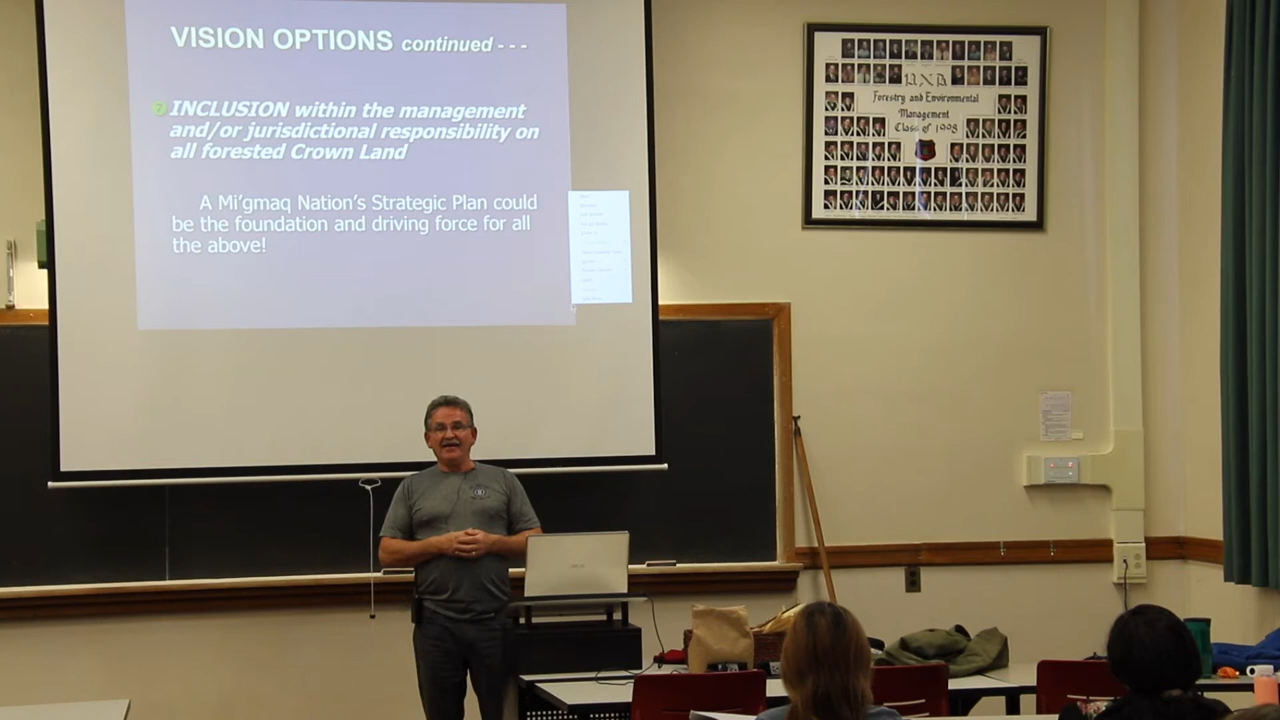 VISION OPTIONS continued - - -
7 INCLUSION within the management
and/or jurisdictional responsibility on
all forested Crown Land
A Mi'gmaq Nation's Strategic Plan could
be the foundation and driving force for all
the above!
U.N.B.
Forestry and Environmental
Management
Class of 1998